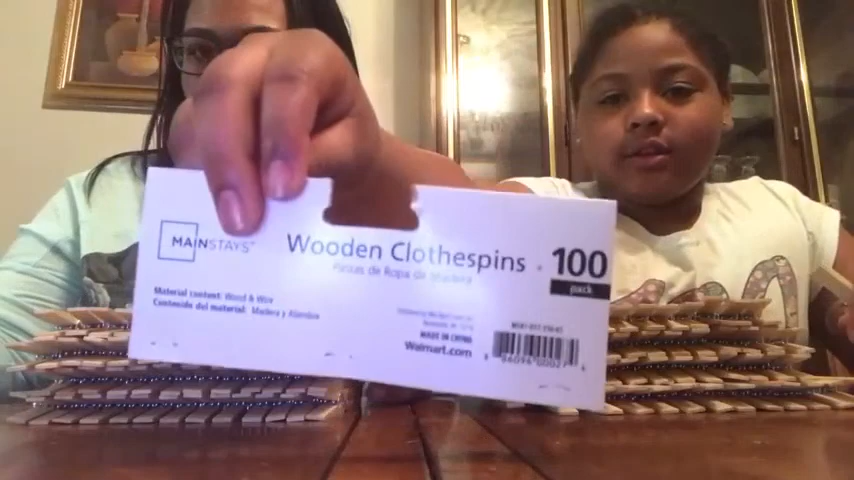 MAINSTAYS
Wooden Clothespins
100
pack
Pinzas de Ropa de Madera
Material content: Wood & Wire
Contenido del material: Madera y Alambre
MADE IN CHINA
Walmart.com